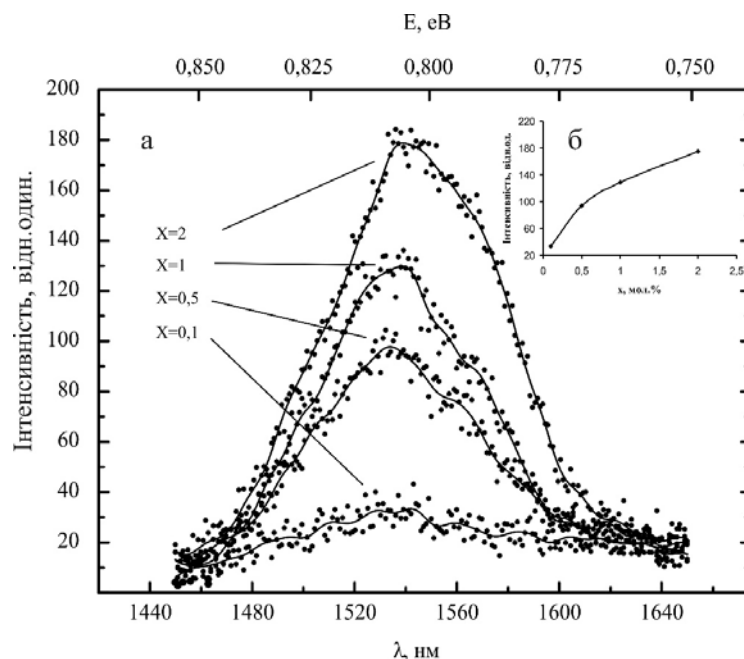 E, еВ
0,850 0,825 0,800 0,775 0,750
200
180
160
140
120
100
80
60
40
20
Інтенсивність, відн.один.
а
X=2
X=1
X=0,5
X=0,1
б
Інтенсивність, відн.од.
220
180
140
100
60
20
0 0,5 1 1,5 2 2,5
x, мол.%
1440 1480 1520 1560 1600 1640
λ, нм